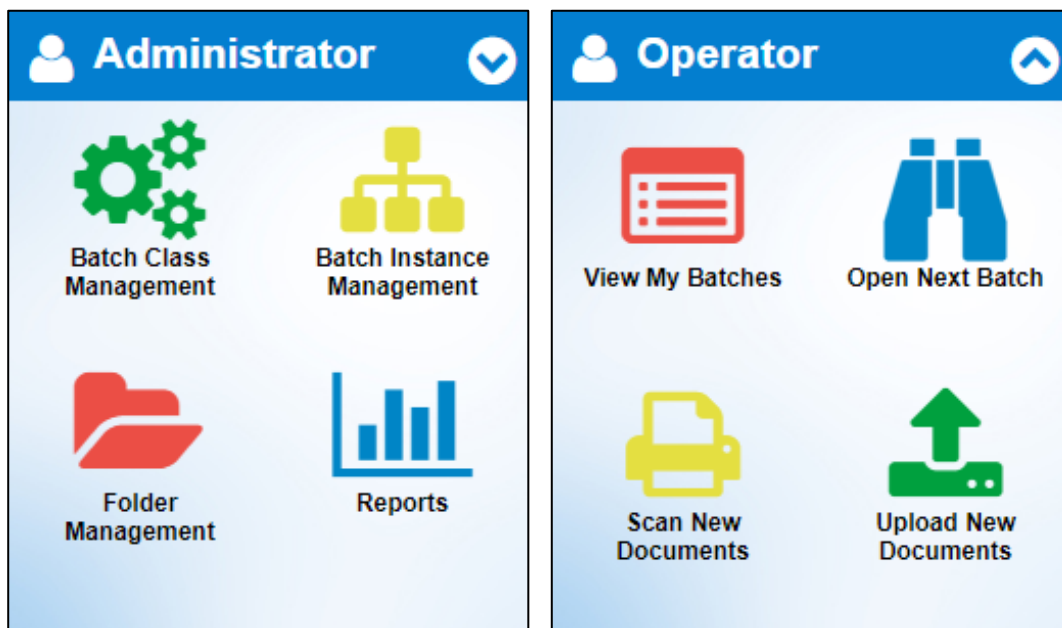 Administrator
Batch Class
Management
Batch Instance
Management
Folder
Management
Reports
Operator
View My Batches
Open Next Batch
Scan New
Documents
Upload New
Documents